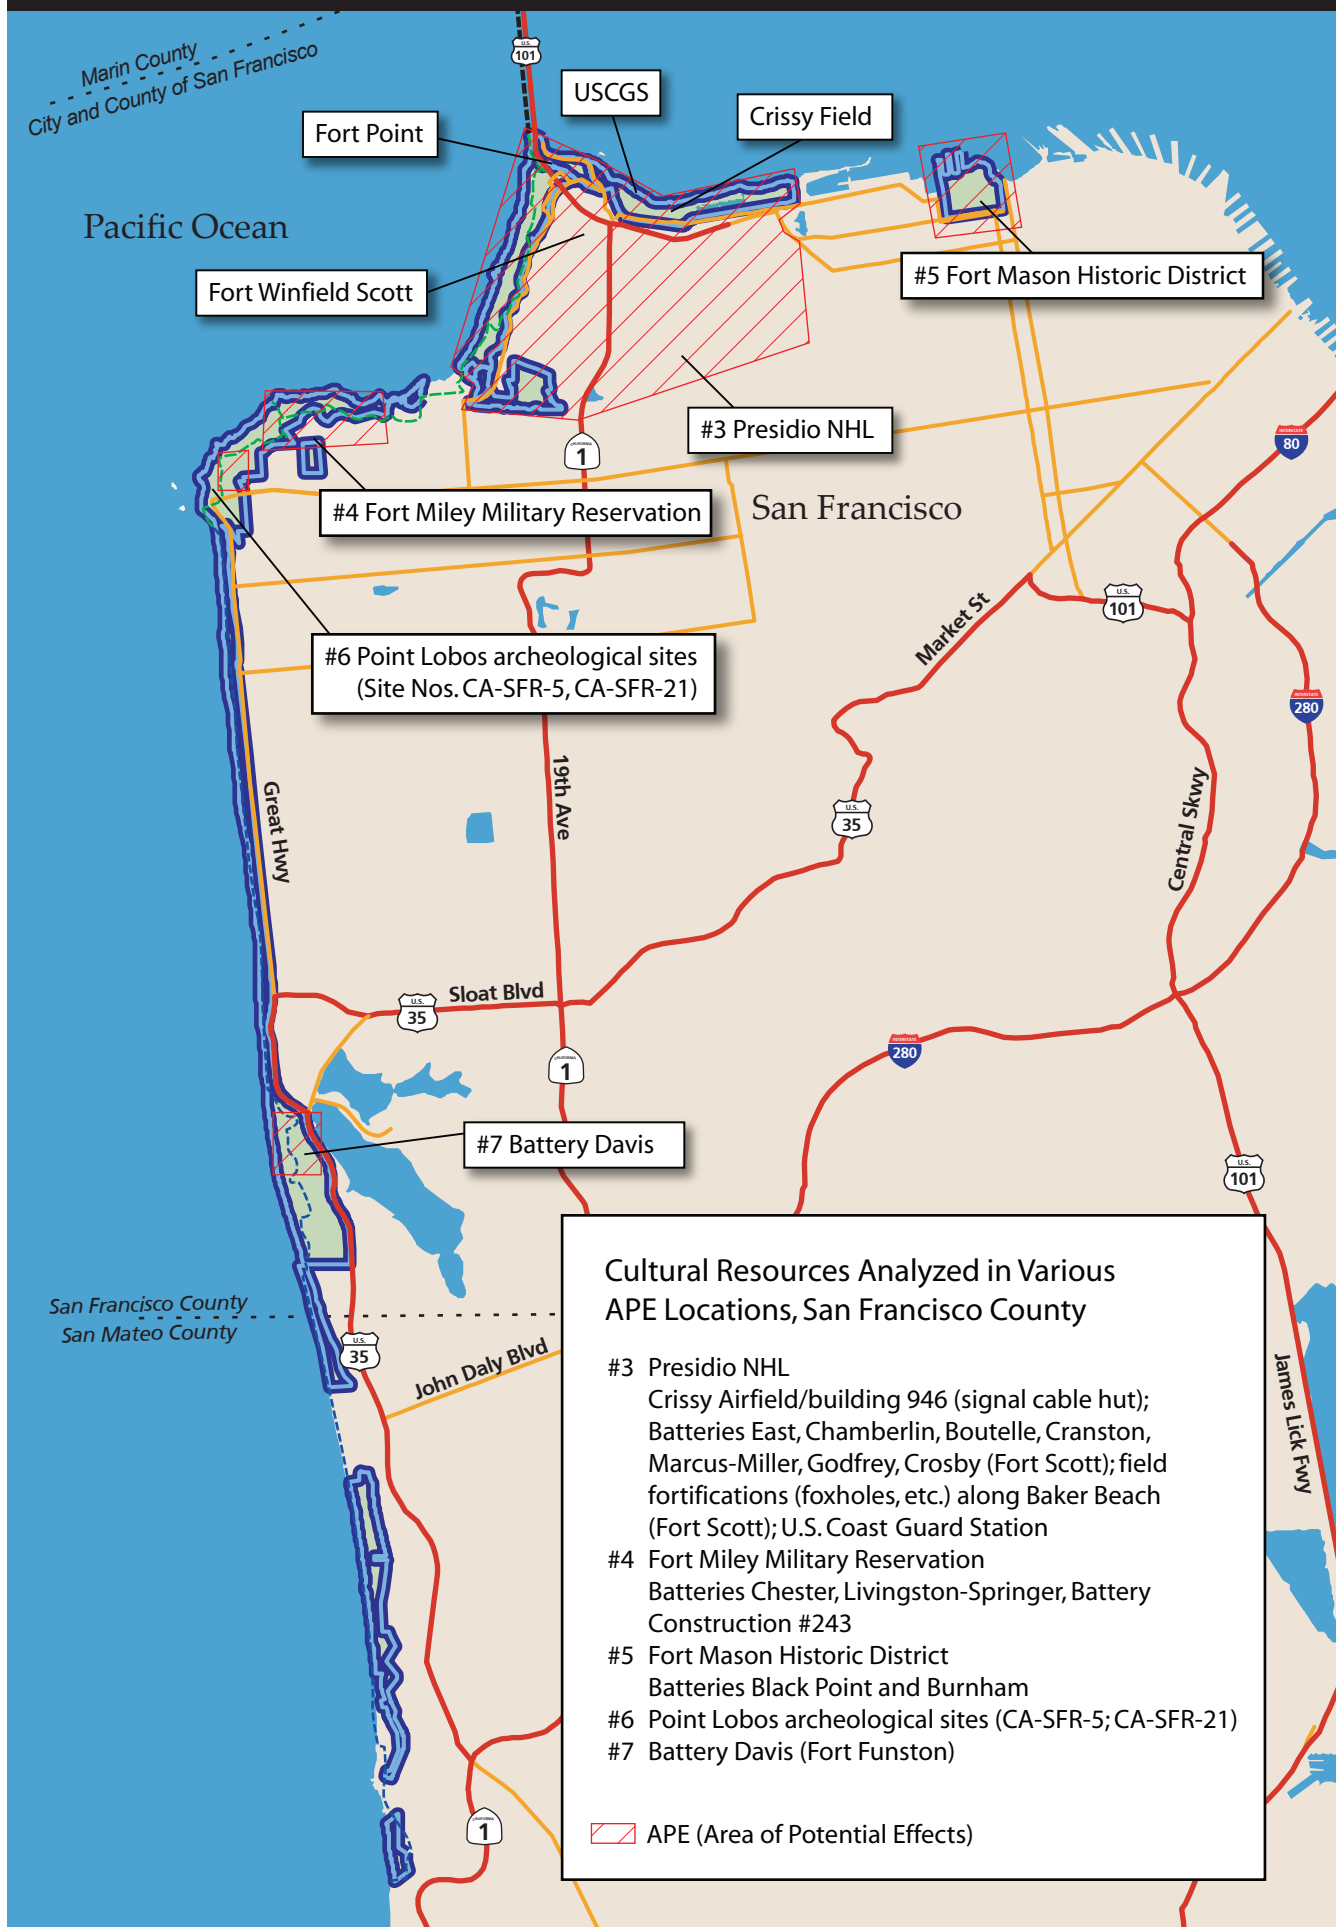 Marin County
City and County of San Francisco
U.S.
101
USCGS
Crissy Field
Fort Point
Pacific Ocean
Fort Winfield Scott
#5 Fort Mason Historic District
#3 Presidio NHL
CALIFORNIA
1
INTERSTATE
80
#4 Fort Miley Military Reservation
San Francisco
U.S.
101
Market St
#6 Point Lobos archeological sites
(Site Nos. CA-SFR-5, CA-SFR-21)
INTERSTATE
280
19th Ave
Great Hwy
U.S.
35
Central Skwy
Sloat Blvd
U.S.
35
INTERSTATE
280
CALIFORNIA
1
#7 Battery Davis
U.S.
101
San Francisco County
San Mateo County
U.S.
35
John Daly Blvd
James Lick Fwy
Cultural Resources Analyzed in Various
APE Locations, San Francisco County
#3 Presidio NHL
Crissy Airfield/building 946 (signal cable hut);
Batteries East, Chamberlin, Boutelle, Cranston,
Marcus-Miller, Godfrey, Crosby (Fort Scott); field
fortifications (foxholes, etc.) along Baker Beach
(Fort Scott); U.S. Coast Guard Station
#4 Fort Miley Military Reservation
Batteries Chester, Livingston-Springer, Battery
Construction #243
#5 Fort Mason Historic District
Batteries Black Point and Burnham
#6 Point Lobos archeological sites (CA-SFR-5; CA-SFR-21)
#7 Battery Davis (Fort Funston)
APE (Area of Potential Effects)
CALIFORNIA
1